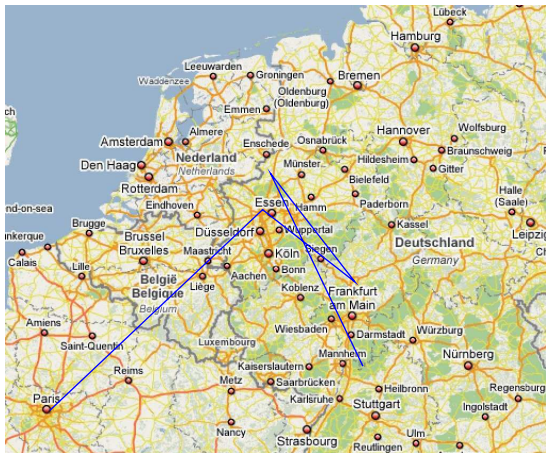 Lübeck
Hamburg
Leeuwarden
Groningen
Waddenzee
Bremen
Oldenburg
(Oldenburg)
Emmen
Amsterdam
Almere
Enschede
Osnabrück
Hannover
Wolfsburg
Braunschweig
Hildesheim
Gitter
Den Haag
Nederland
Netherlands
Rotterdam
Münster
Bielefeld
Paderborn
Halle
(Saale)
end-on-sea
Eindhoven
Essen
Hamm
Brugge
Düsseldorf
Wuppertal
Kassel
Leipzig
nkerque
Calais
Brussel
Bruxelles
Maastricht
Köln
Siegen
Deutschland
Germany
Lille
België
Belgique
Belgium
Liège
Aachen
Bonn
Koblenz
Frankfurt
am Main
Amiens
Saint-Quentin
Luxembourg
Wiesbaden
Darmstadt
Würzburg
Paris
Reims
Kaiserslautern
Mannheim
Nürnberg
Metz
Saarbrücken
Heilbronn
Regensburg
Karlsruhe
Stuttgart
Ingolstadt
Nancy
Strasbourg
Reutlingen
Ulm